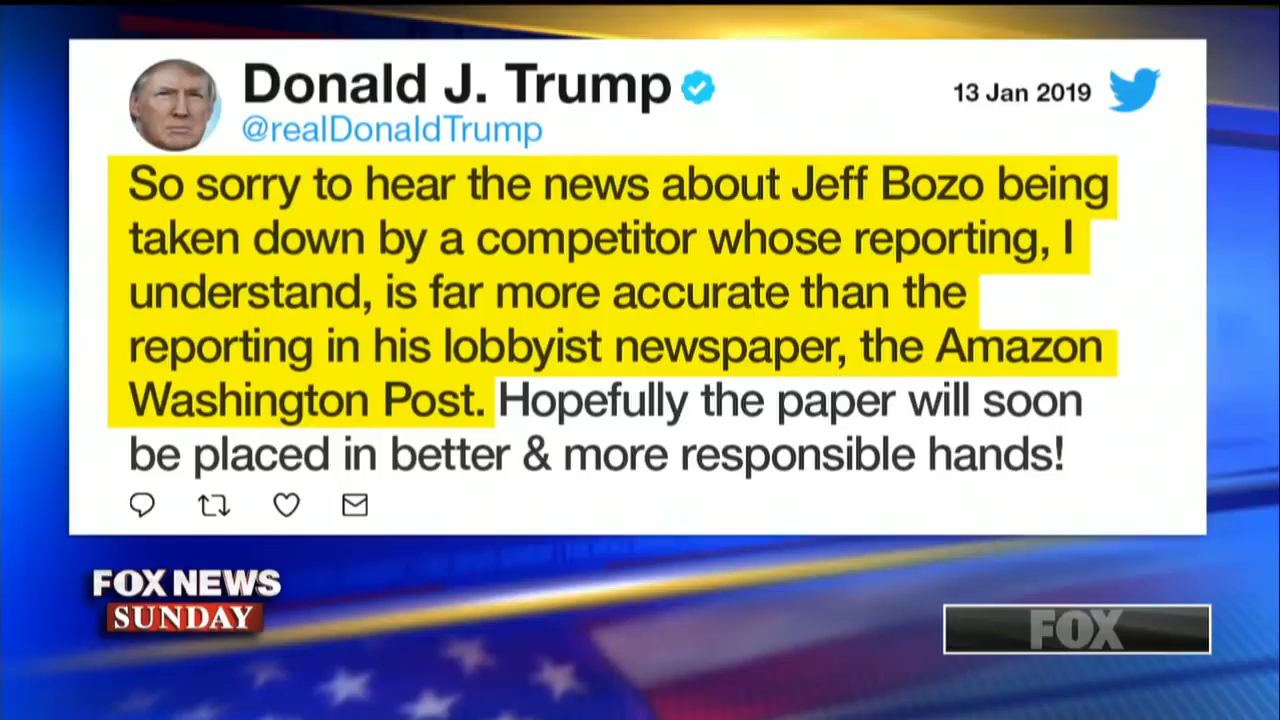 Donald J. Trump
@realDonaldTrump
13 Jan 2019
So sorry to hear the news about Jeff Bozo being
taken down by a competitor whose reporting, I
understand, is far more accurate than the
reporting in his lobbyist newspaper, the Amazon
Washington Post. Hopefully the paper will soon
be placed in better & more responsible hands!
FOX NEWS
SUNDAY
FOX